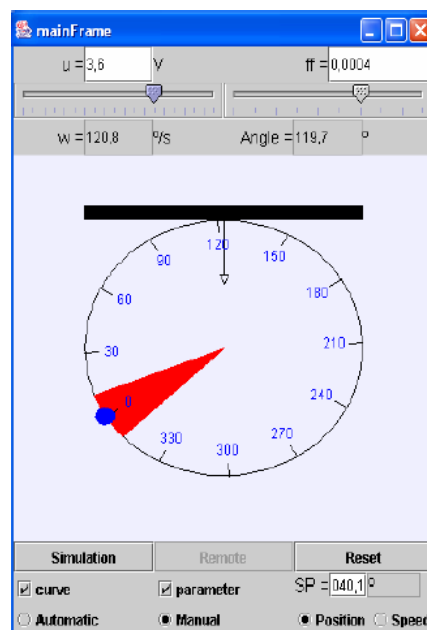 mainFrame
u = 3,6 V ff = 0,0004
w = 120,8 º/s Angle = 119,7 º
120
90 150
60 180
30 210
0 240
330 270
300
Simulation Remote Reset
curve parameter SP = 040,1 º
Automatic Manual Position Speed